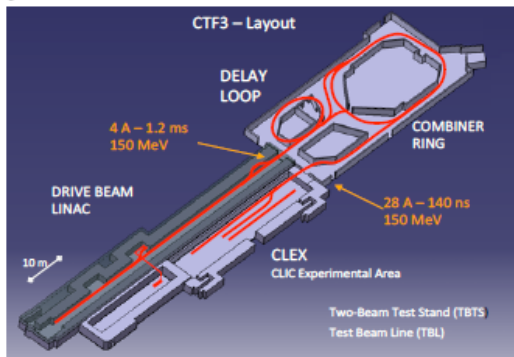 CTF3 – Layout
DELAY
LOOP
4 A – 1.2 ms
150 MeV
COMBINER
RING
DRIVE BEAM
LINAC
28 A – 140 ns
150 MeV
10 m
CLEX
CLIC Experimental Area
Two-Beam Test Stand (TBTS)
Test Beam Line (TBL)